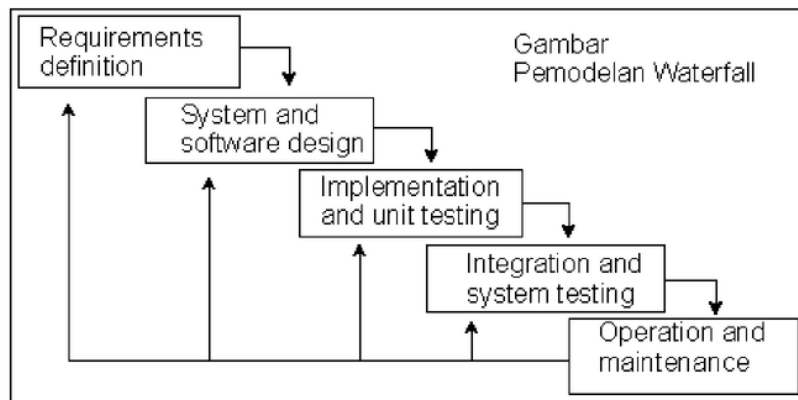 Requirements
definition
Gambar
Pemodelan Waterfall
System and
software design
Implementation
and unit testing
Integration and
system testing
Operation and
maintenance